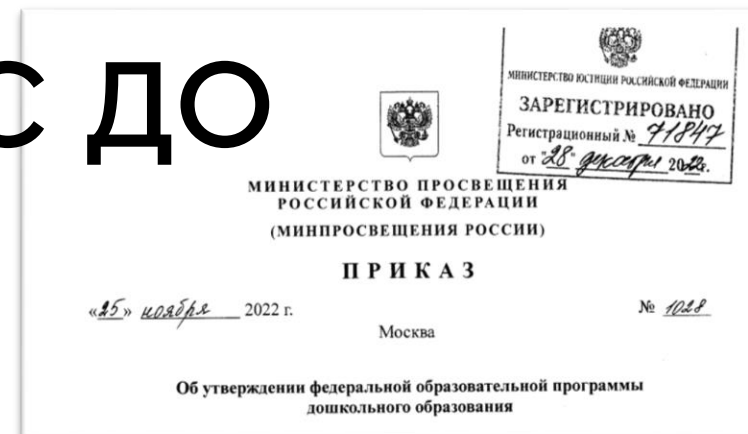 С ДО
МИНИСТЕРСТВО ЮСТИЦИИ РОССИЙСКОЙ ФЕДЕРАЦИИ
ЗАРЕГИСТРИРОВАНО
Регистрационный № 71847
от "28" декабря 2022г.
МИНИСТЕРСТВО ПРОСВЕЩЕНИЯ
РОССИЙСКОЙ ФЕДЕРАЦИИ
(МИНПРОСВЕЩЕНИЯ РОССИИ)
ПРИКАЗ
«25» ноября 2022 г. № 1028
Москва
Об утверждении федеральной образовательной программы
дошкольного образования